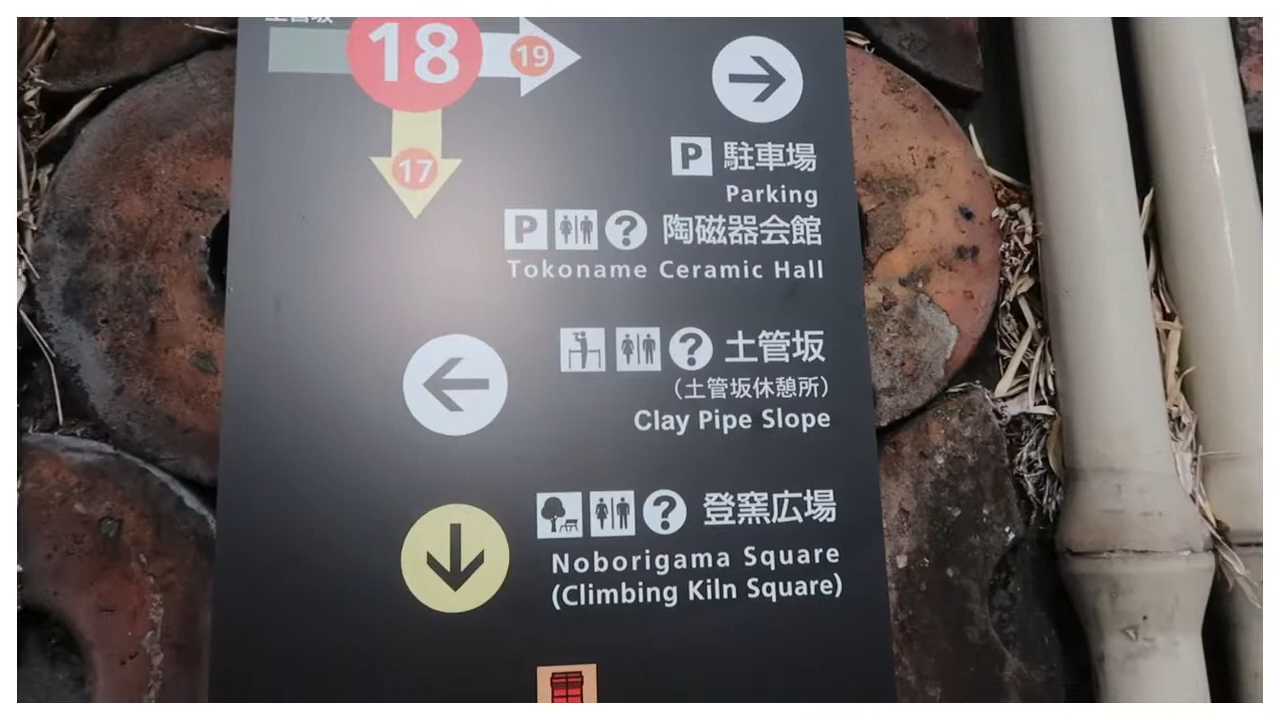 18
19
17
P 駐車場
Parking
P ? 陶磁器会館
Tokoname Ceramic Hall
? 土管坂
（土管坂休憩所）
Clay Pipe Slope
? 登窯広場
Noborigama Square
(Climbing Kiln Square)